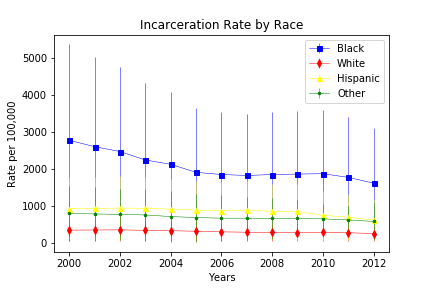 Incarceration Rate by Race
Black
White
Hispanic
Other
Rate per 100,000
5000
4000
3000
2000
1000
0
2000 2002 2004 2006 2008 2010 2012
Years